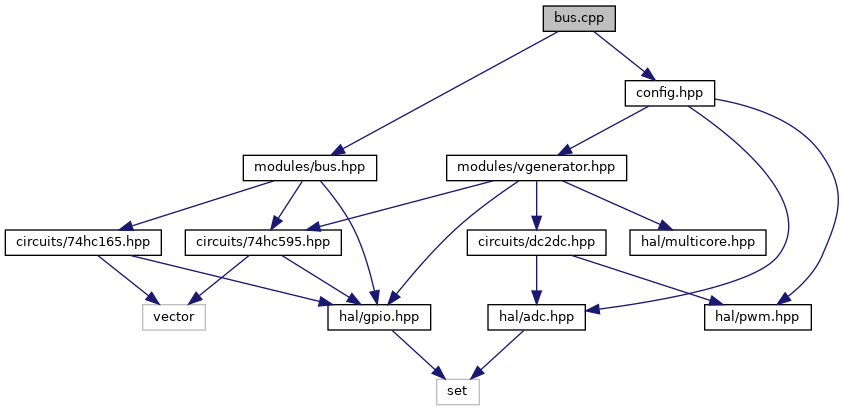 bus.cpp
config.hpp
modules/bus.hpp
modules/vgenerator.hpp
circuits/74hc165.hpp
circuits/74hc595.hpp
circuits/dc2dc.hpp
hal/multicore.hpp
vector
hal/gpio.hpp
hal/adc.hpp
hal/pwm.hpp
set